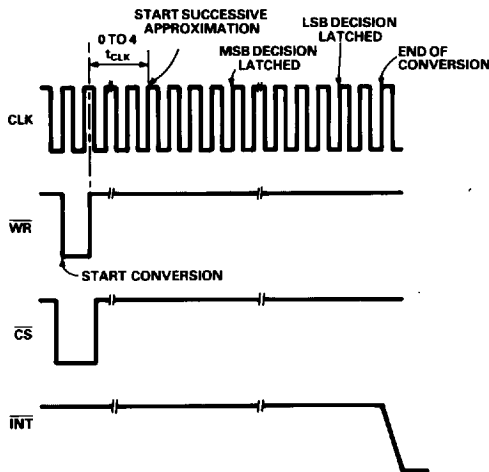 START SUCCESSIVE
APPROXIMATION
0 TO 4
tCLK
MSB DECISION
LATCHED
LSB DECISION
LATCHED
END OF
CONVERSION
CLK
WR
START CONVERSION
CS
INT